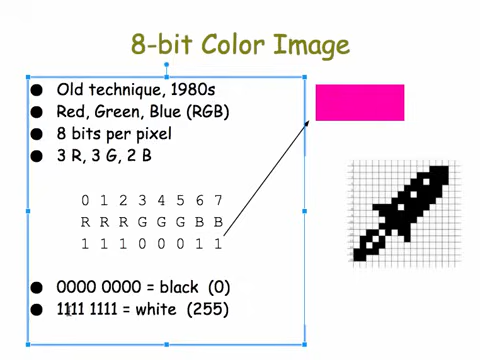 8-bit Color Image
Old technique, 1980s
Red, Green, Blue (RGB)
8 bits per pixel
3 R, 3 G, 2 B
0 1 2 3 4 5 6 7
R R R G G G B B
1 1 1 0 0 0 1 1
0000 0000 = black (0)
1111 1111 = white (255)